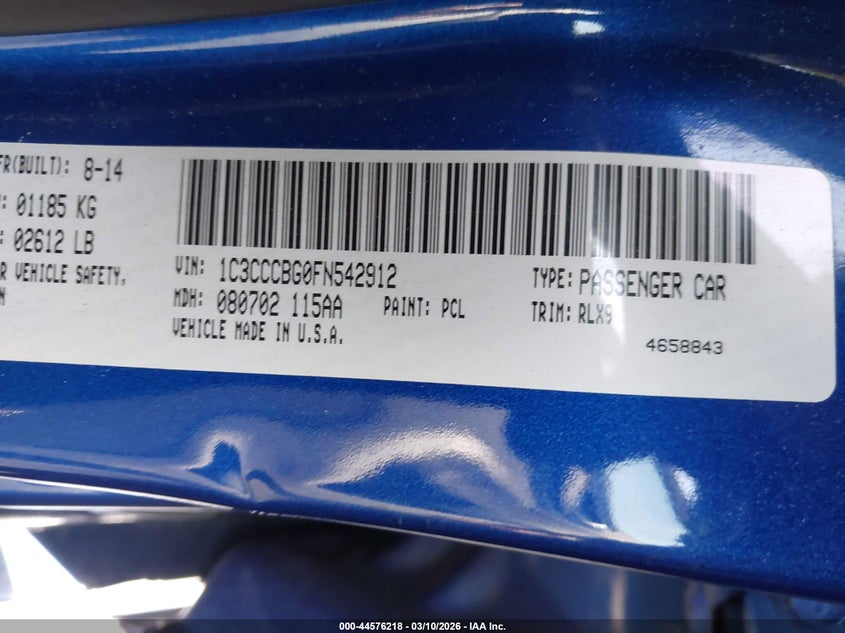 FR(BUILT): 8-14
: 01185 KG
: 02612 LB
R VEHICLE SAFETY,
N
VIN: 1C3CCCBG0FN542912
TYPE: PASSENGER CAR
MDH: 080702 115AA
PAINT: PCL
TRIM: RLX9
VEHICLE MADE IN U.S.A.
4658843
000-44576218 - 03/10/2026 - IAA Inc.